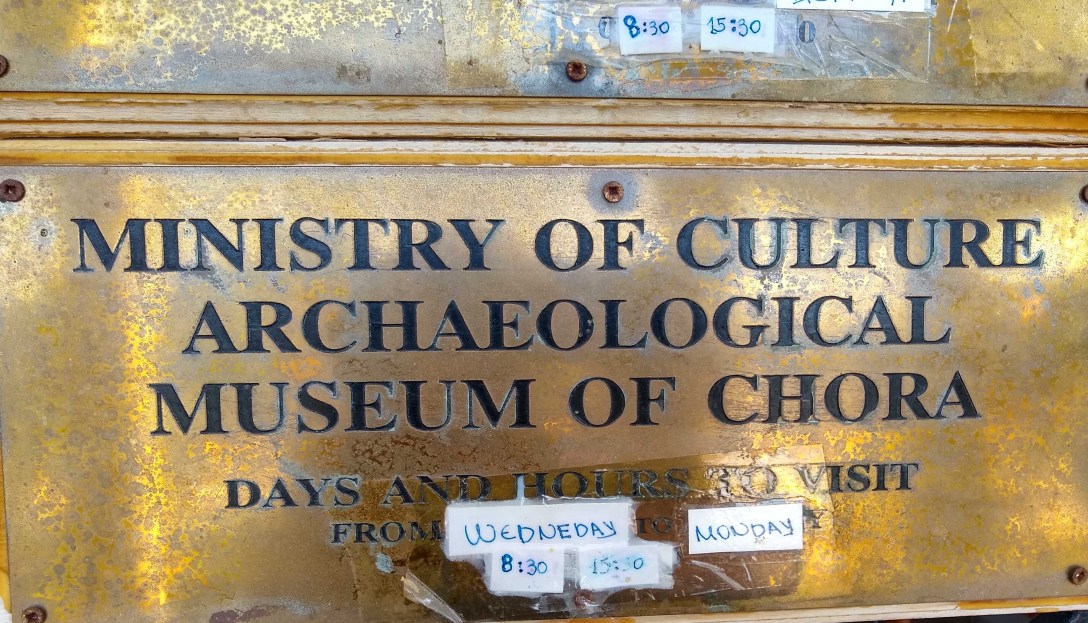 8:30 15:30
MINISTRY OF CULTURE
ARCHAEOLOGICAL
MUSEUM OF CHORA
DAYS AND HOURS TO VISIT
FROM WEDNEDAY TO MONDAY
8:30 15:30